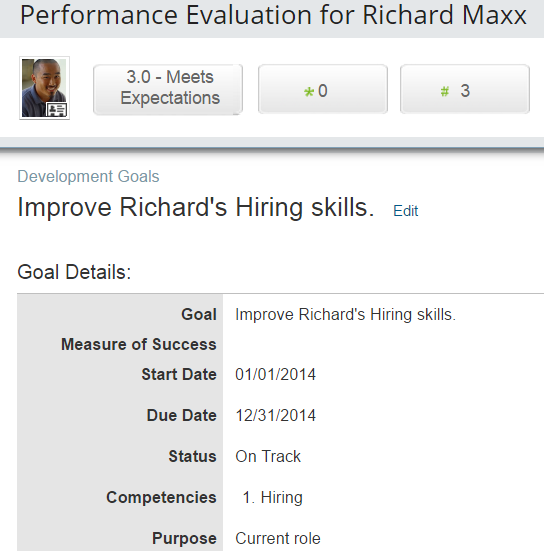 Performance Evaluation for Richard Maxx
3.0 - Meets
Expectations
* 0
# 3
Development Goals
Improve Richard's Hiring skills. Edit
Goal Details:
Goal Improve Richard's Hiring skills.
Measure of Success
Start Date 01/01/2014
Due Date 12/31/2014
Status On Track
Competencies 1. Hiring
Purpose Current role